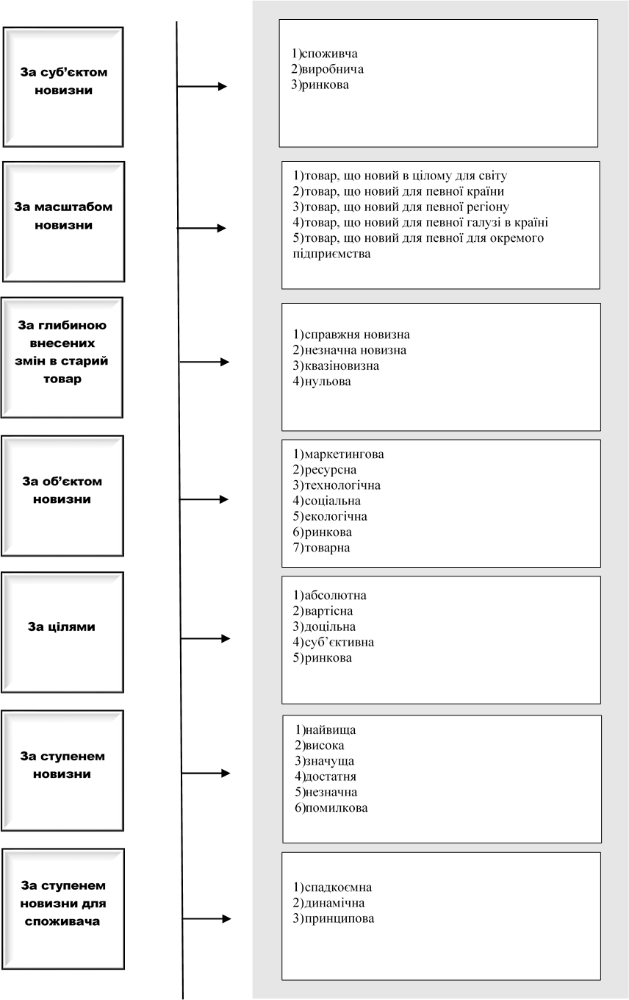 За суб’єктом
новизни
1)споживча
2)виробнича
3)ринкова
За масштабом
новизни
1)товар, що новий в цілому для світу
2)товар, що новий для певної країни
3)товар, що новий для певної регіону
4)товар, що новий для певної галузі в країні
5)товар, що новий для певної для окремого
підприємства
За глибиною
внесених
змін в старий
товар
1)справжня новизна
2)незначна новизна
3)квазіновизна
4)нульова
За об’єктом
новизни
1)маркетингова
2)ресурсна
3)технологічна
4)соціальна
5)екологічна
6)ринкова
7)товарна
За цілями
1)абсолютна
2)вартісна
3)доцільна
4)суб’єктивна
5)ринкова
За ступенем
новизни
1)найвища
2)висока
3)значуща
4)достатня
5)незначна
6)помилкова
За ступенем
новизни для
споживача
1)спадкоємна
2)динамічна
3)принципова